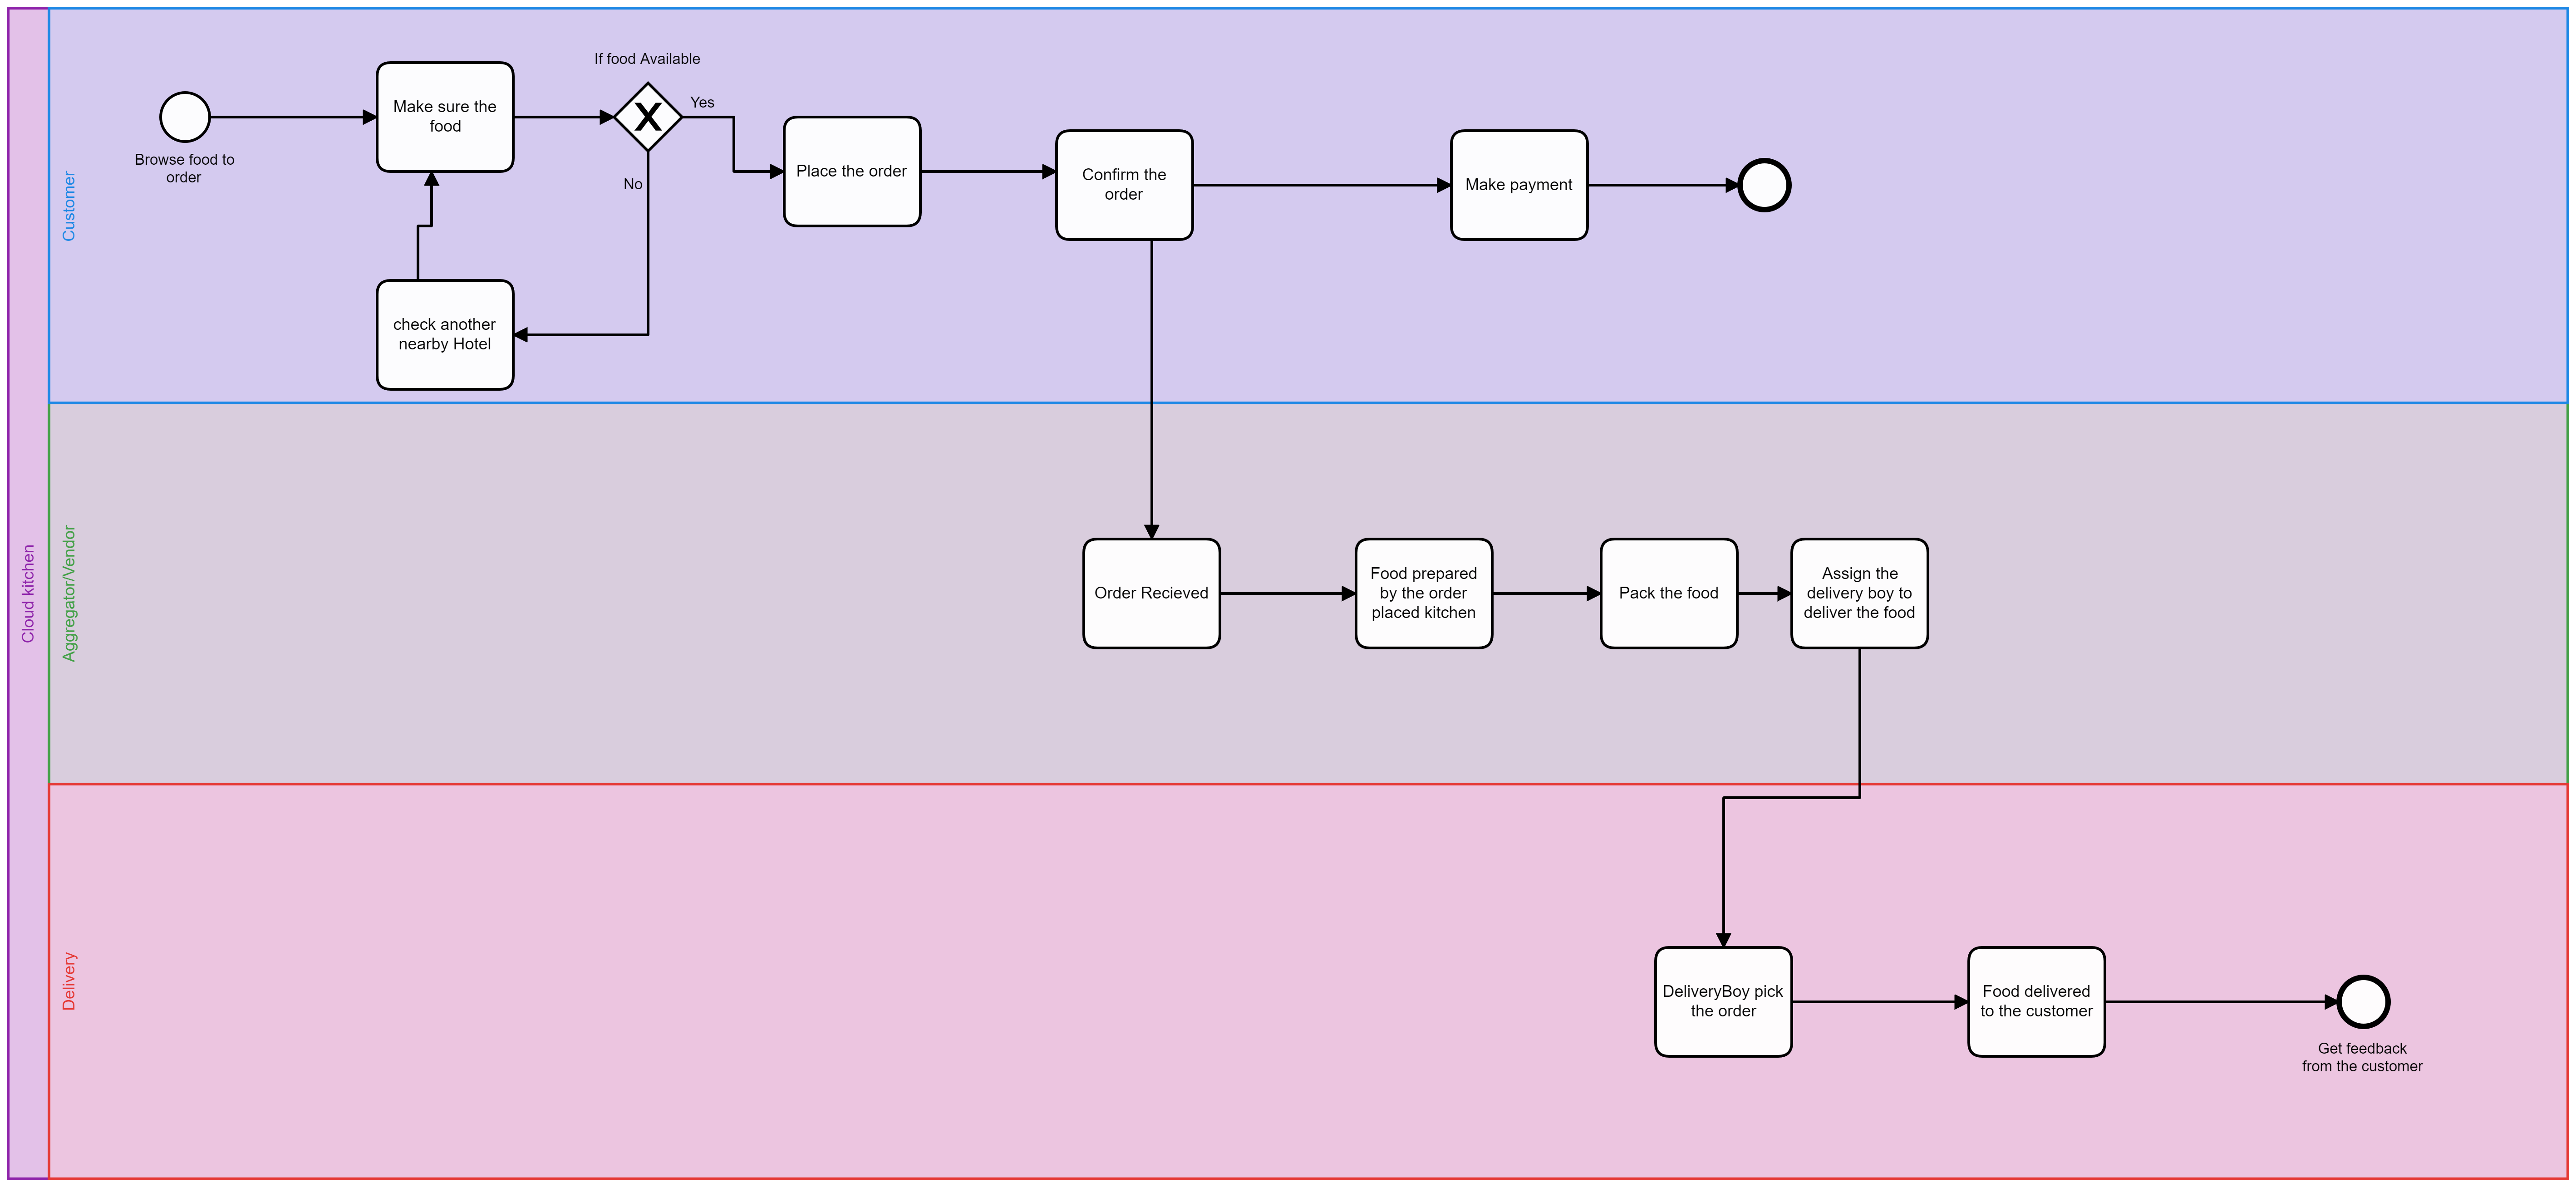 Cloud kitchen
Customer
Browse food to
order
Make sure the
food
If food Available
Yes
No
check another
nearby Hotel
Place the order
Confirm the
order
Make payment
Aggregator/Vendor
Order Recieved
Food prepared
by the order
placed kitchen
Pack the food
Assign the
delivery boy to
deliver the food
Delivery
DeliveryBoy pick
the order
Food delivered
to the customer
Get feedback
from the customer